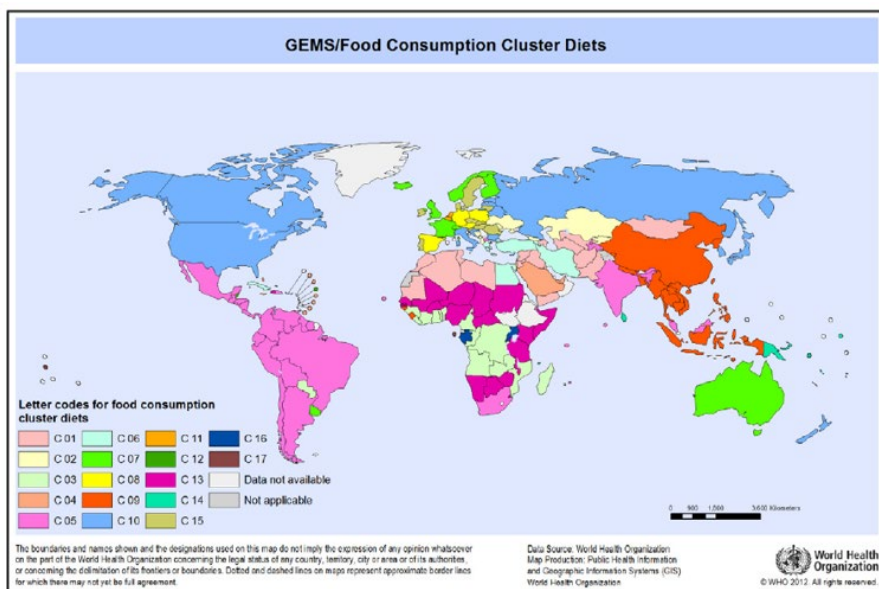 GEMS/Food Consumption Cluster Diets
Letter codes for food consumption
cluster diets
C 01
C 02
C 03
C 04
C 05
C 06
C 07
C 08
C 09
C 10
C 11
C 12
C 13
C 14
C 15
C 16
C 17
Data not available
Not applicable
Kilometers
The boundaries and names shown and the designations used on this map do not imply the expression of any opinion whatsoever
on the part of the World Health Organization concerning the legal status of any country, territory, city or area or of its authorities,
or concerning the delimitation of its frontiers or boundaries. Dotted and dashed lines on maps represent approximate border lines
for which there may not yet be full agreement.
Data Source: World Health Organization
Map Production: Public Health Information
and Geographic Information Systems (GIS)
World Health Organization
World Health
Organization
© WHO 2012. All rights reserved.